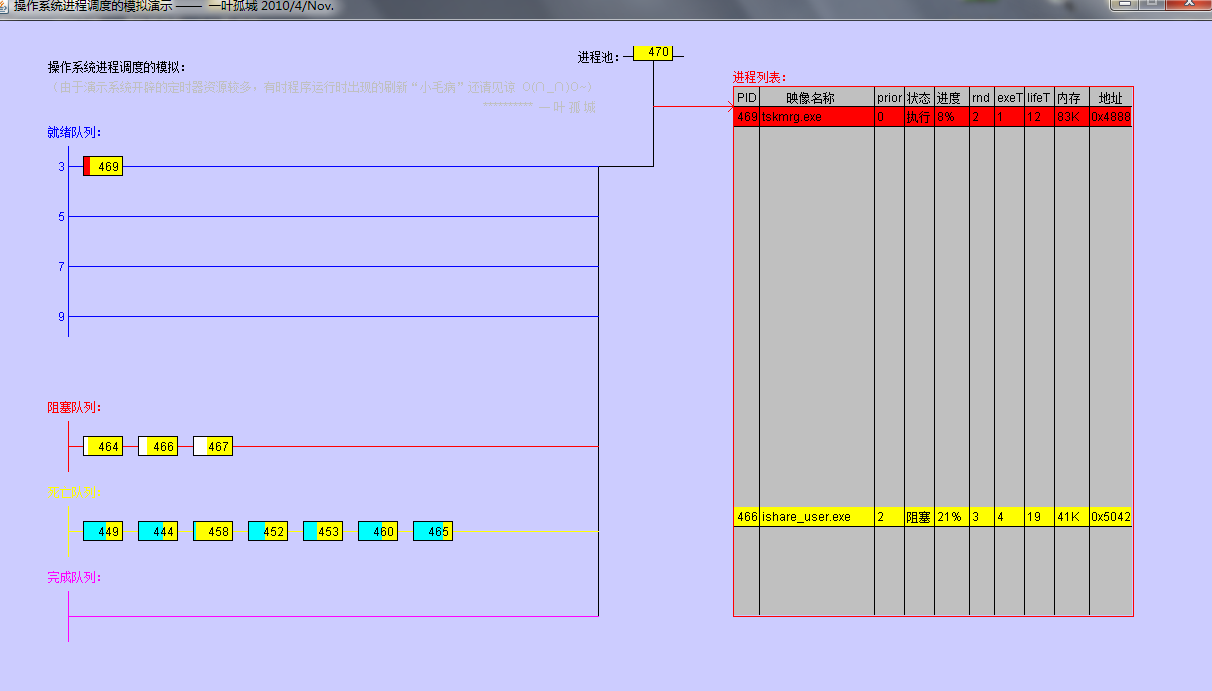 操作系统进程调度的模拟演示 —— 一叶孤城 2010/4/Nov.
进程池: 470
操作系统进程调度的模拟:
(由于演示系统开辟的定时器资源较多，有时程序运行时出现的刷新“小毛病”还请见谅 O(∩_∩)O~)
********** 一叶孤城
就绪队列:
3 469
5
7
9
阻塞队列:
464 466 467
死亡队列:
449 444 458 452 453 460 465
完成队列:
进程列表:
PID 映像名称 prior 状态 进度 rnd exeT lifeT 内存 地址
469 tskmrg.exe 0 执行 8% 2 1 12 83K 0x4888
466 ishare_user.exe 2 阻塞 21% 3 4 19 41K 0x5042